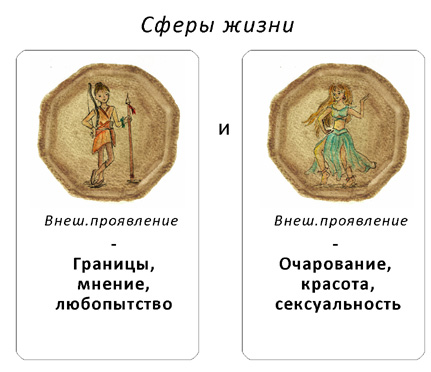 Сферы жизни
и
Внеш.проявление
-
Границы,
мнение,
любопытство
Внеш.проявление
-
Очарование,
красота,
сексуальность